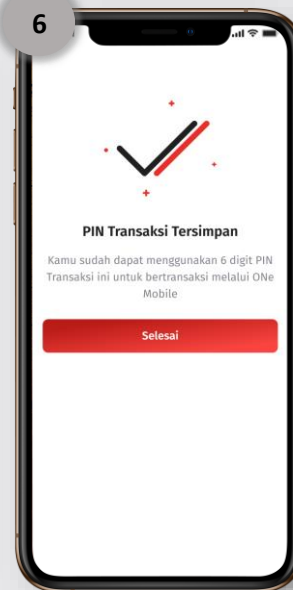 6
PIN Transaksi Tersimpan
Kamu sudah dapat menggunakan 6 digit PIN
Transaksi ini untuk bertransaksi melalui ONe
Mobile
Selesai